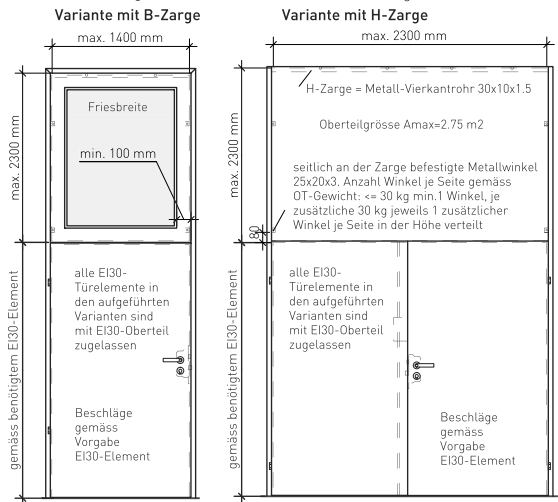 Variante mit B-Zarge
max. 1400 mm
Variante mit H-Zarge
max. 2300 mm
max. 2300 mm
Friesbreite
min. 100 mm
gemäss benötigtem EI30-Element
alle EI30-
Türelemente in
den aufgeführten
Varianten sind
mit EI30-Oberteil
zugelassen
Beschläge
gemäss
Vorgabe
EI30-Element
max. 2300 mm
H-Zarge = Metall-Vierkantrohr 30x10x1.5
Oberteilgrösse Amax=2.75 m2
seitlich an der Zarge befestigte Metallwinkel
25x20x3. Anzahl Winkel je Seite gemäss
OT-Gewicht: <= 30 kg min.1 Winkel, je
zusätzliche 30 kg jeweils 1 zusätzlicher
Winkel je Seite in der Höhe verteilt
80
gemäss benötigtem EI30-Element
alle EI30-
Türelemente in
den aufgeführten
Varianten sind
mit EI30-Oberteil
zugelassen
Beschläge
gemäss
Vorgabe
EI30-Element